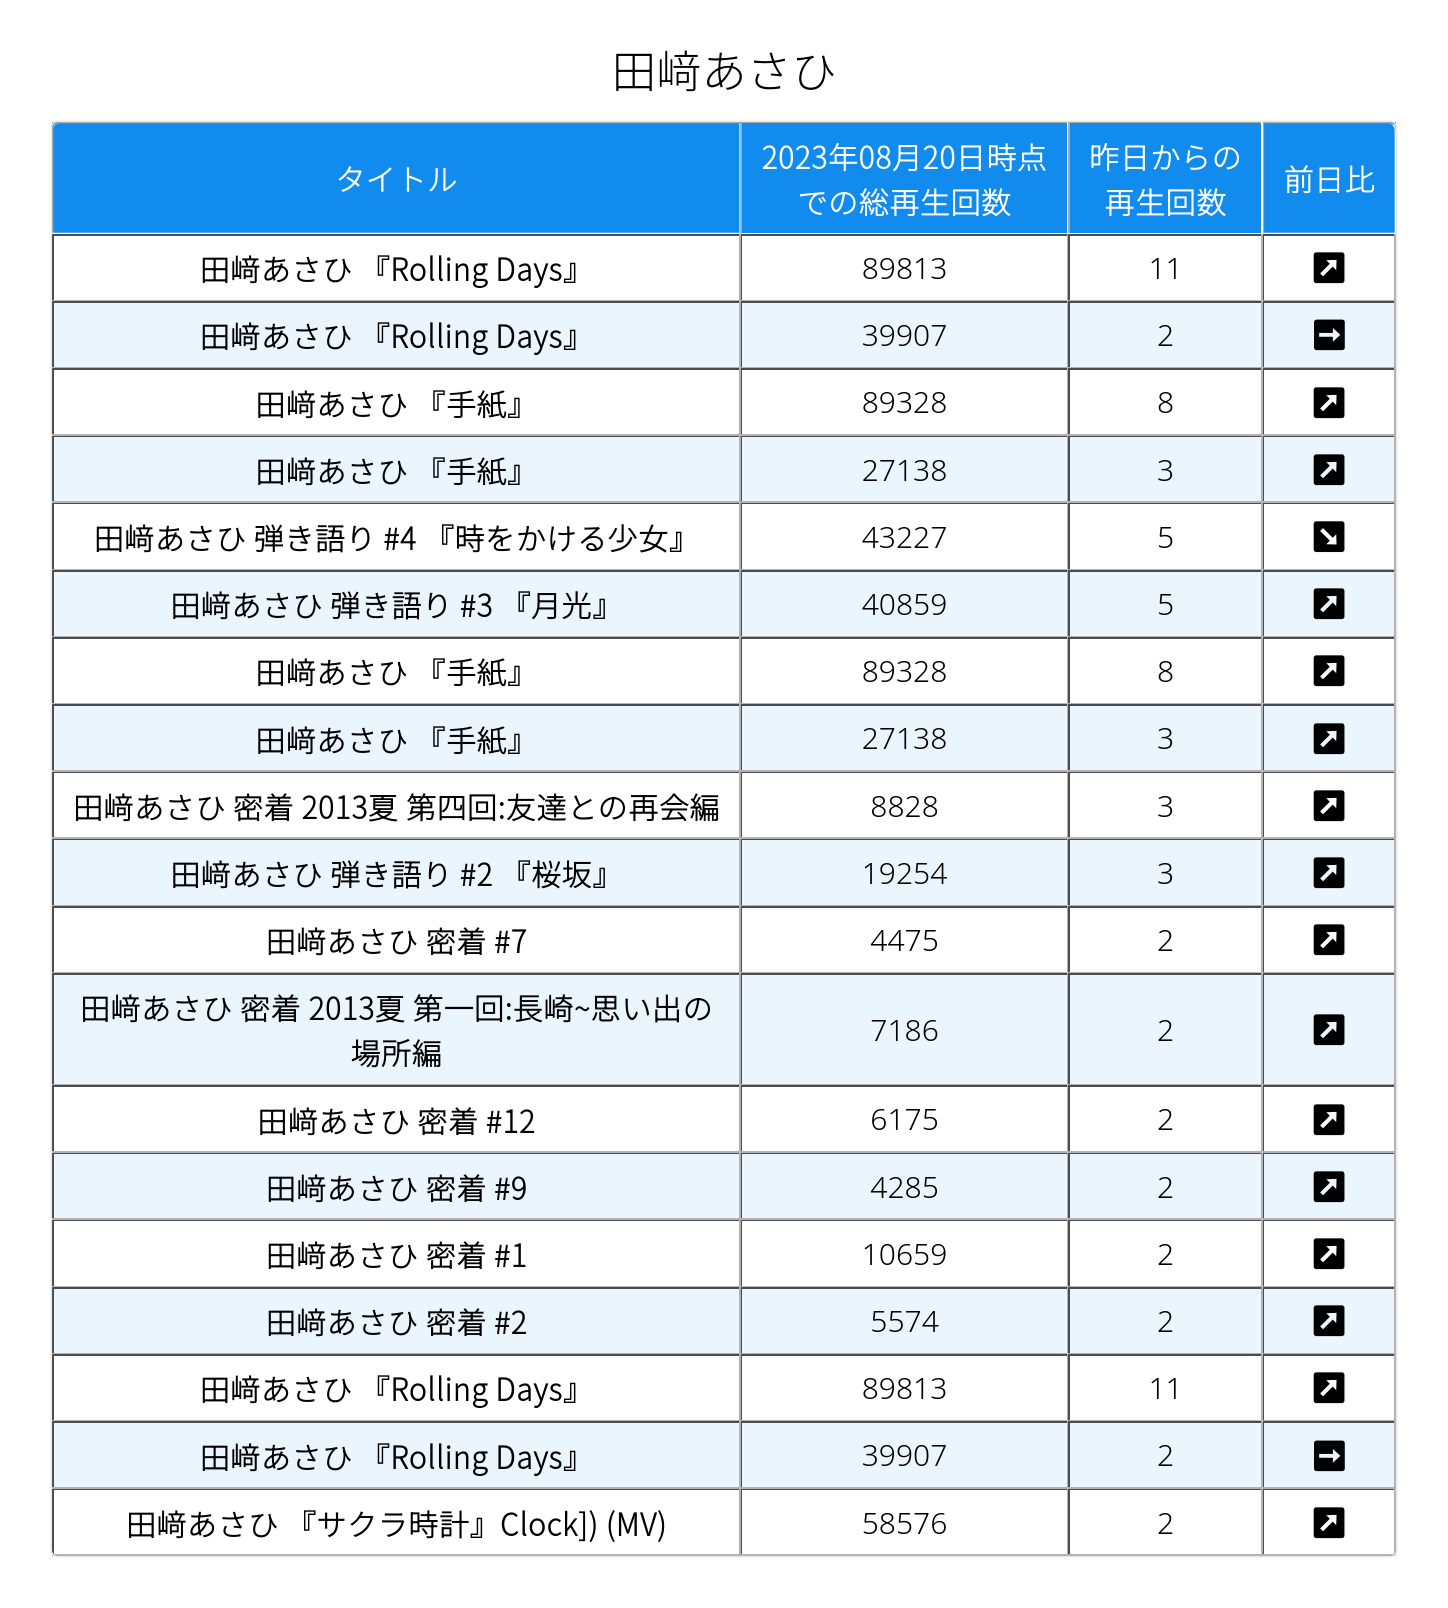 田﨑あさひ
タイトル 2023年08月20日時点での総再生回数 昨日からの再生回数 前日比
田﨑あさひ 『Rolling Days』 89813 11 ↗
田﨑あさひ 『Rolling Days』 39907 2 →
田﨑あさひ 『手紙』 89328 8 ↗
田﨑あさひ 『手紙』 27138 3 ↗
田﨑あさひ 弾き語り #4 『時をかける少女』 43227 5 ↘
田﨑あさひ 弾き語り #3 『月光』 40859 5 ↗
田﨑あさひ 『手紙』 89328 8 ↗
田﨑あさひ 『手紙』 27138 3 ↗
田﨑あさひ 密着 2013夏 第四回:友達との再会編 8828 3 ↗
田﨑あさひ 弾き語り #2 『桜坂』 19254 3 ↗
田﨑あさひ 密着 #7 4475 2 ↗
田﨑あさひ 密着 2013夏 第一回:長崎~思い出の場所編 7186 2 ↗
田﨑あさひ 密着 #12 6175 2 ↗
田﨑あさひ 密着 #9 4285 2 ↗
田﨑あさひ 密着 #1 10659 2 ↗
田﨑あさひ 密着 #2 5574 2 ↗
田﨑あさひ 『Rolling Days』 89813 11 ↗
田﨑あさひ 『Rolling Days』 39907 2 →
田﨑あさひ 『サクラ時計』Clock]) (MV) 58576 2 ↗